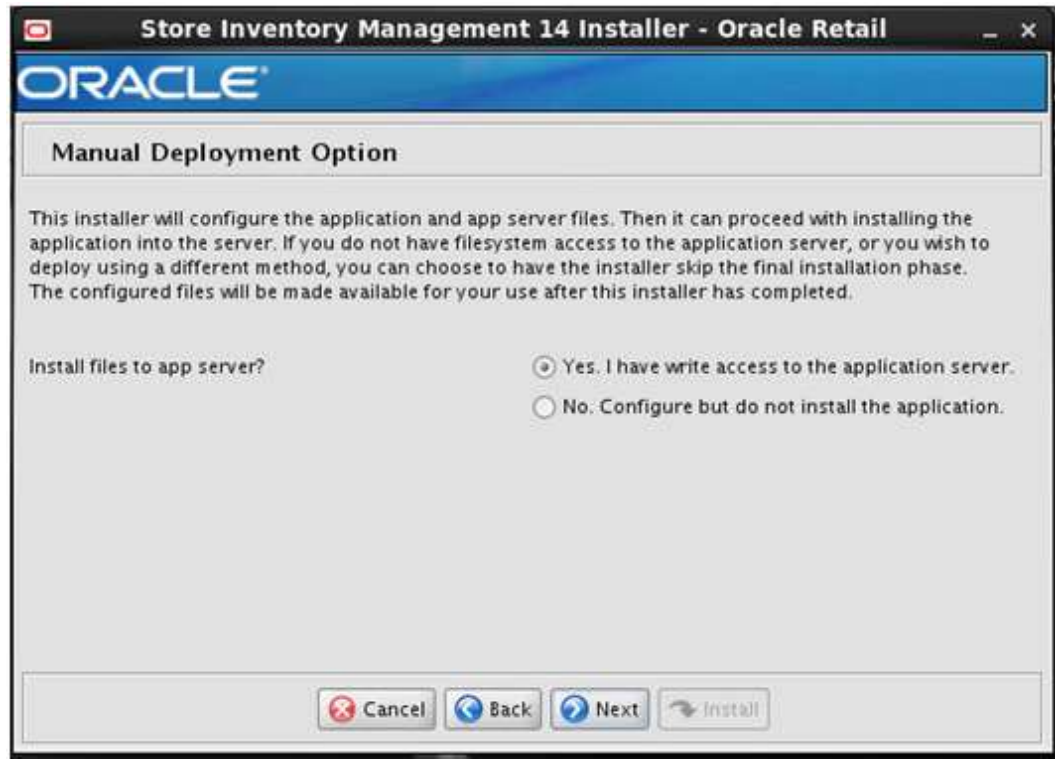 Store Inventory Management 14 Installer - Oracle Retail
ORACLE
Manual Deployment Option
This installer will configure the application and app server files. Then it can proceed with installing the
application into the server. If you do not have filesystem access to the application server, or you wish to
deploy using a different method, you can choose to have the installer skip the final installation phase.
The configured files will be made available for your use after this installer has completed.
Install files to app server? Yes. I have write access to the application server.
No. Configure but do not install the application.
Cancel Back Next Install